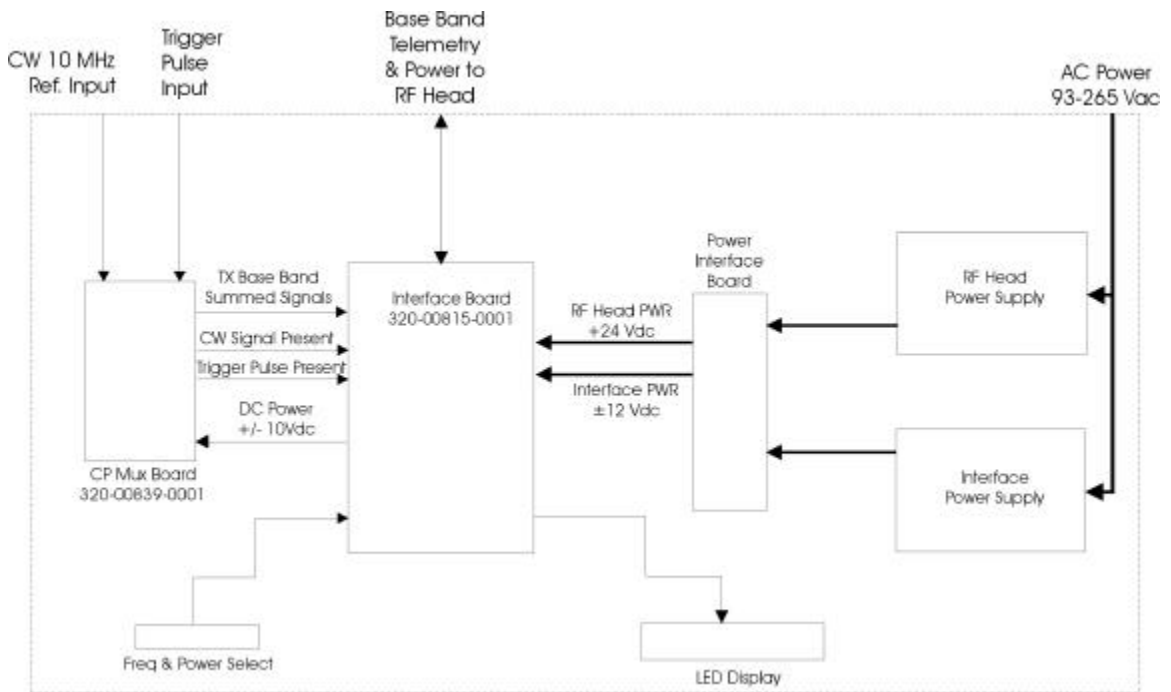 CW 10 MHz
Ref. Input
Trigger
Pulse
Input
Base Band
Telemetry
& Power to
RF Head
AC Power
93-265 Vac
TX Base Band
Summed Signals
CW Signal Present
Trigger Pulse Present
DC Power
+/- 10Vdc
CP Mux Board
320-00839-0001
Interface Board
320-00815-0001
RF Head PWR
+24 Vdc
Interface PWR
±12 Vdc
Power
Interface
Board
RF Head
Power Supply
Interface
Power Supply
Freq & Power Select
LED Display